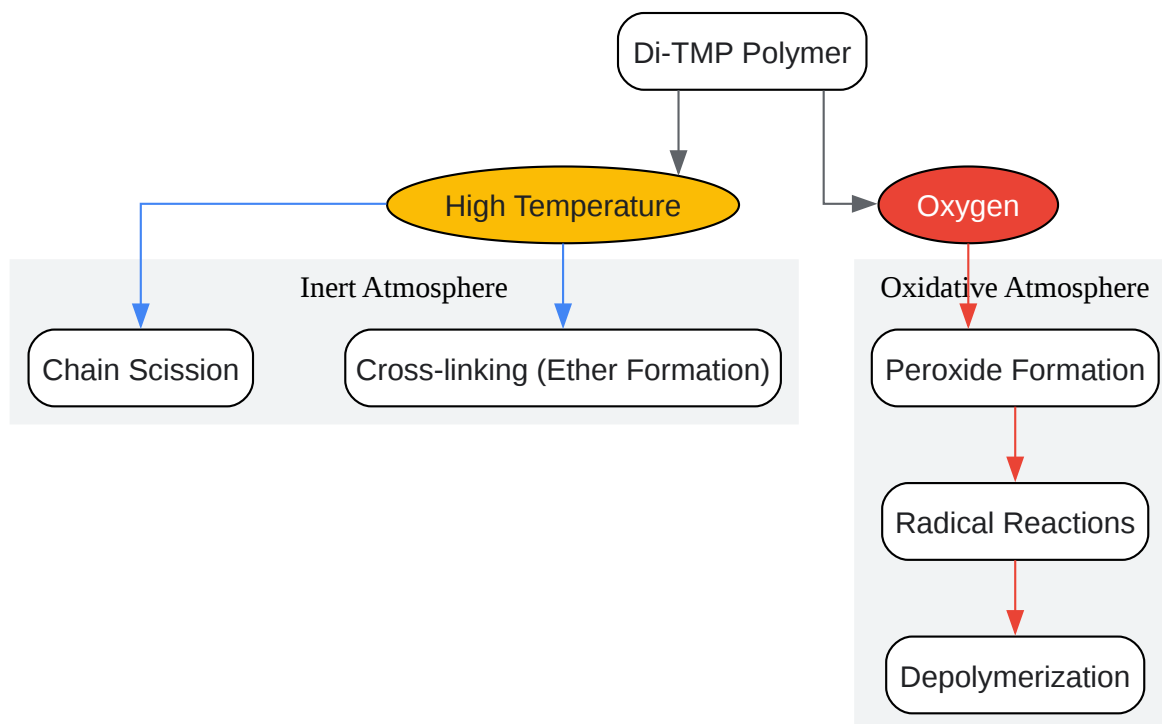 Di-TMP Polymer
High Temperature
Oxygen
Inert Atmosphere
Oxidative Atmosphere
Chain Scission
Cross-linking (Ether Formation)
Peroxide Formation
Radical Reactions
Depolymerization